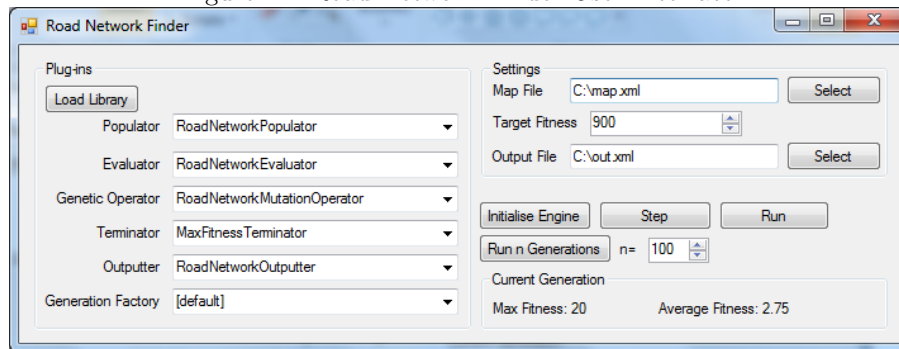 Road Network Finder
Plug-ins
Load Library
Populator RoadNetworkPopulator
Evaluator RoadNetworkEvaluator
Genetic Operator RoadNetworkMutationOperator
Terminator MaxFitnessTerminator
Outputter RoadNetworkOutputter
Generation Factory [default]
Settings
Map File C:\map.xml Select
Target Fitness 900
Output File C:\out.xml Select
Initialise Engine Step Run
Run n Generations n= 100
Current Generation
Max Fitness: 20 Average Fitness: 2.75